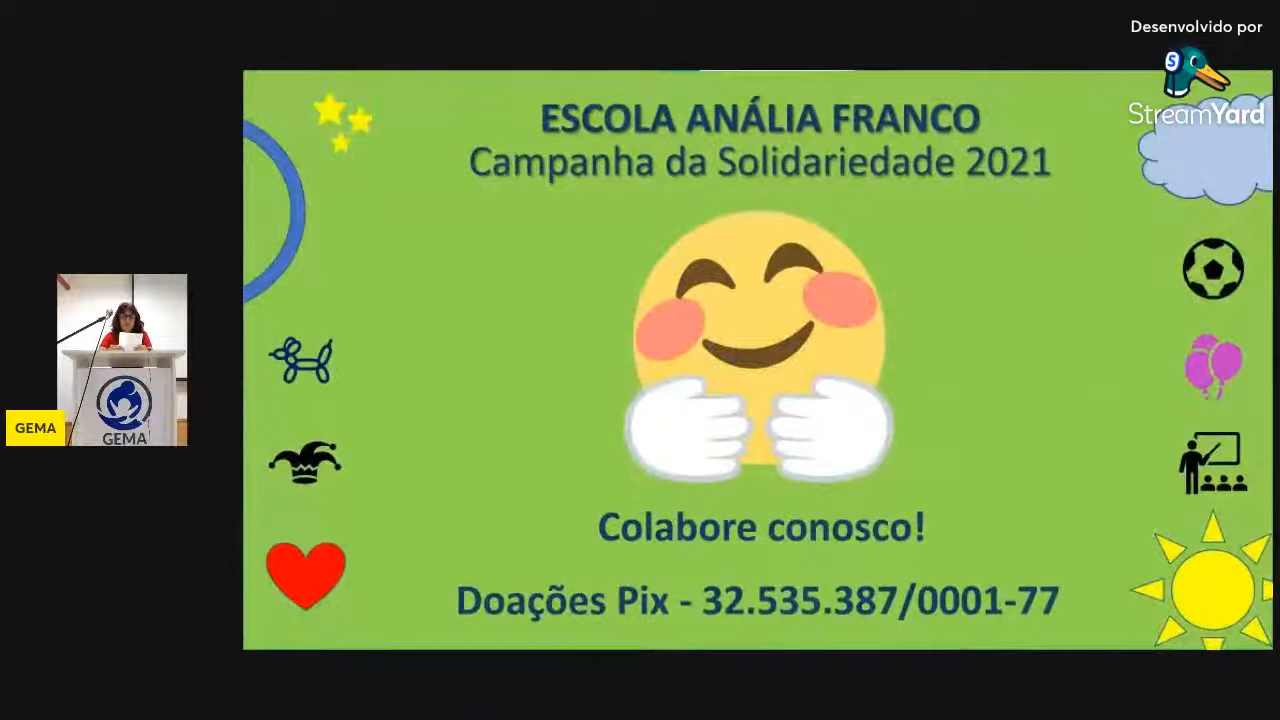 Desenvolvido por
S
StreamYard
ESCOLA ANÁLIA FRANCO
Campanha da Solidariedade 2021
GEMA
GEMA
Colabore conosco!
Doações Pix - 32.535.387/0001-77